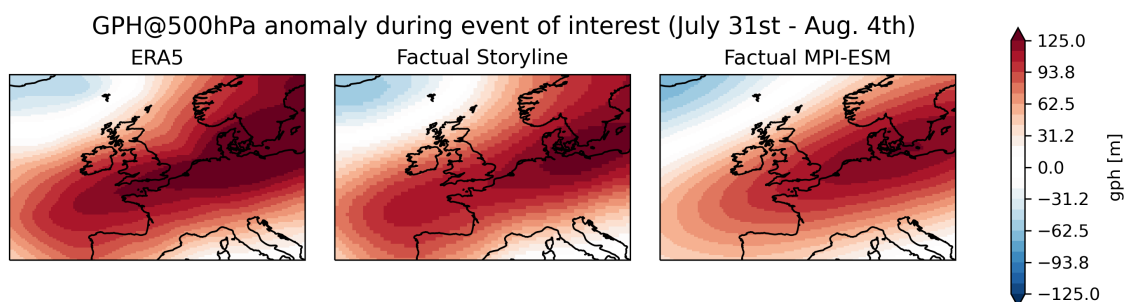 GPH@500hPa anomaly during event of interest (July 31st - Aug. 4th)
ERA5
Factual Storyline
Factual MPI-ESM
125.0
93.8
62.5
31.2
0.0
−31.2
−62.5
−93.8
−125.0
gph [m]